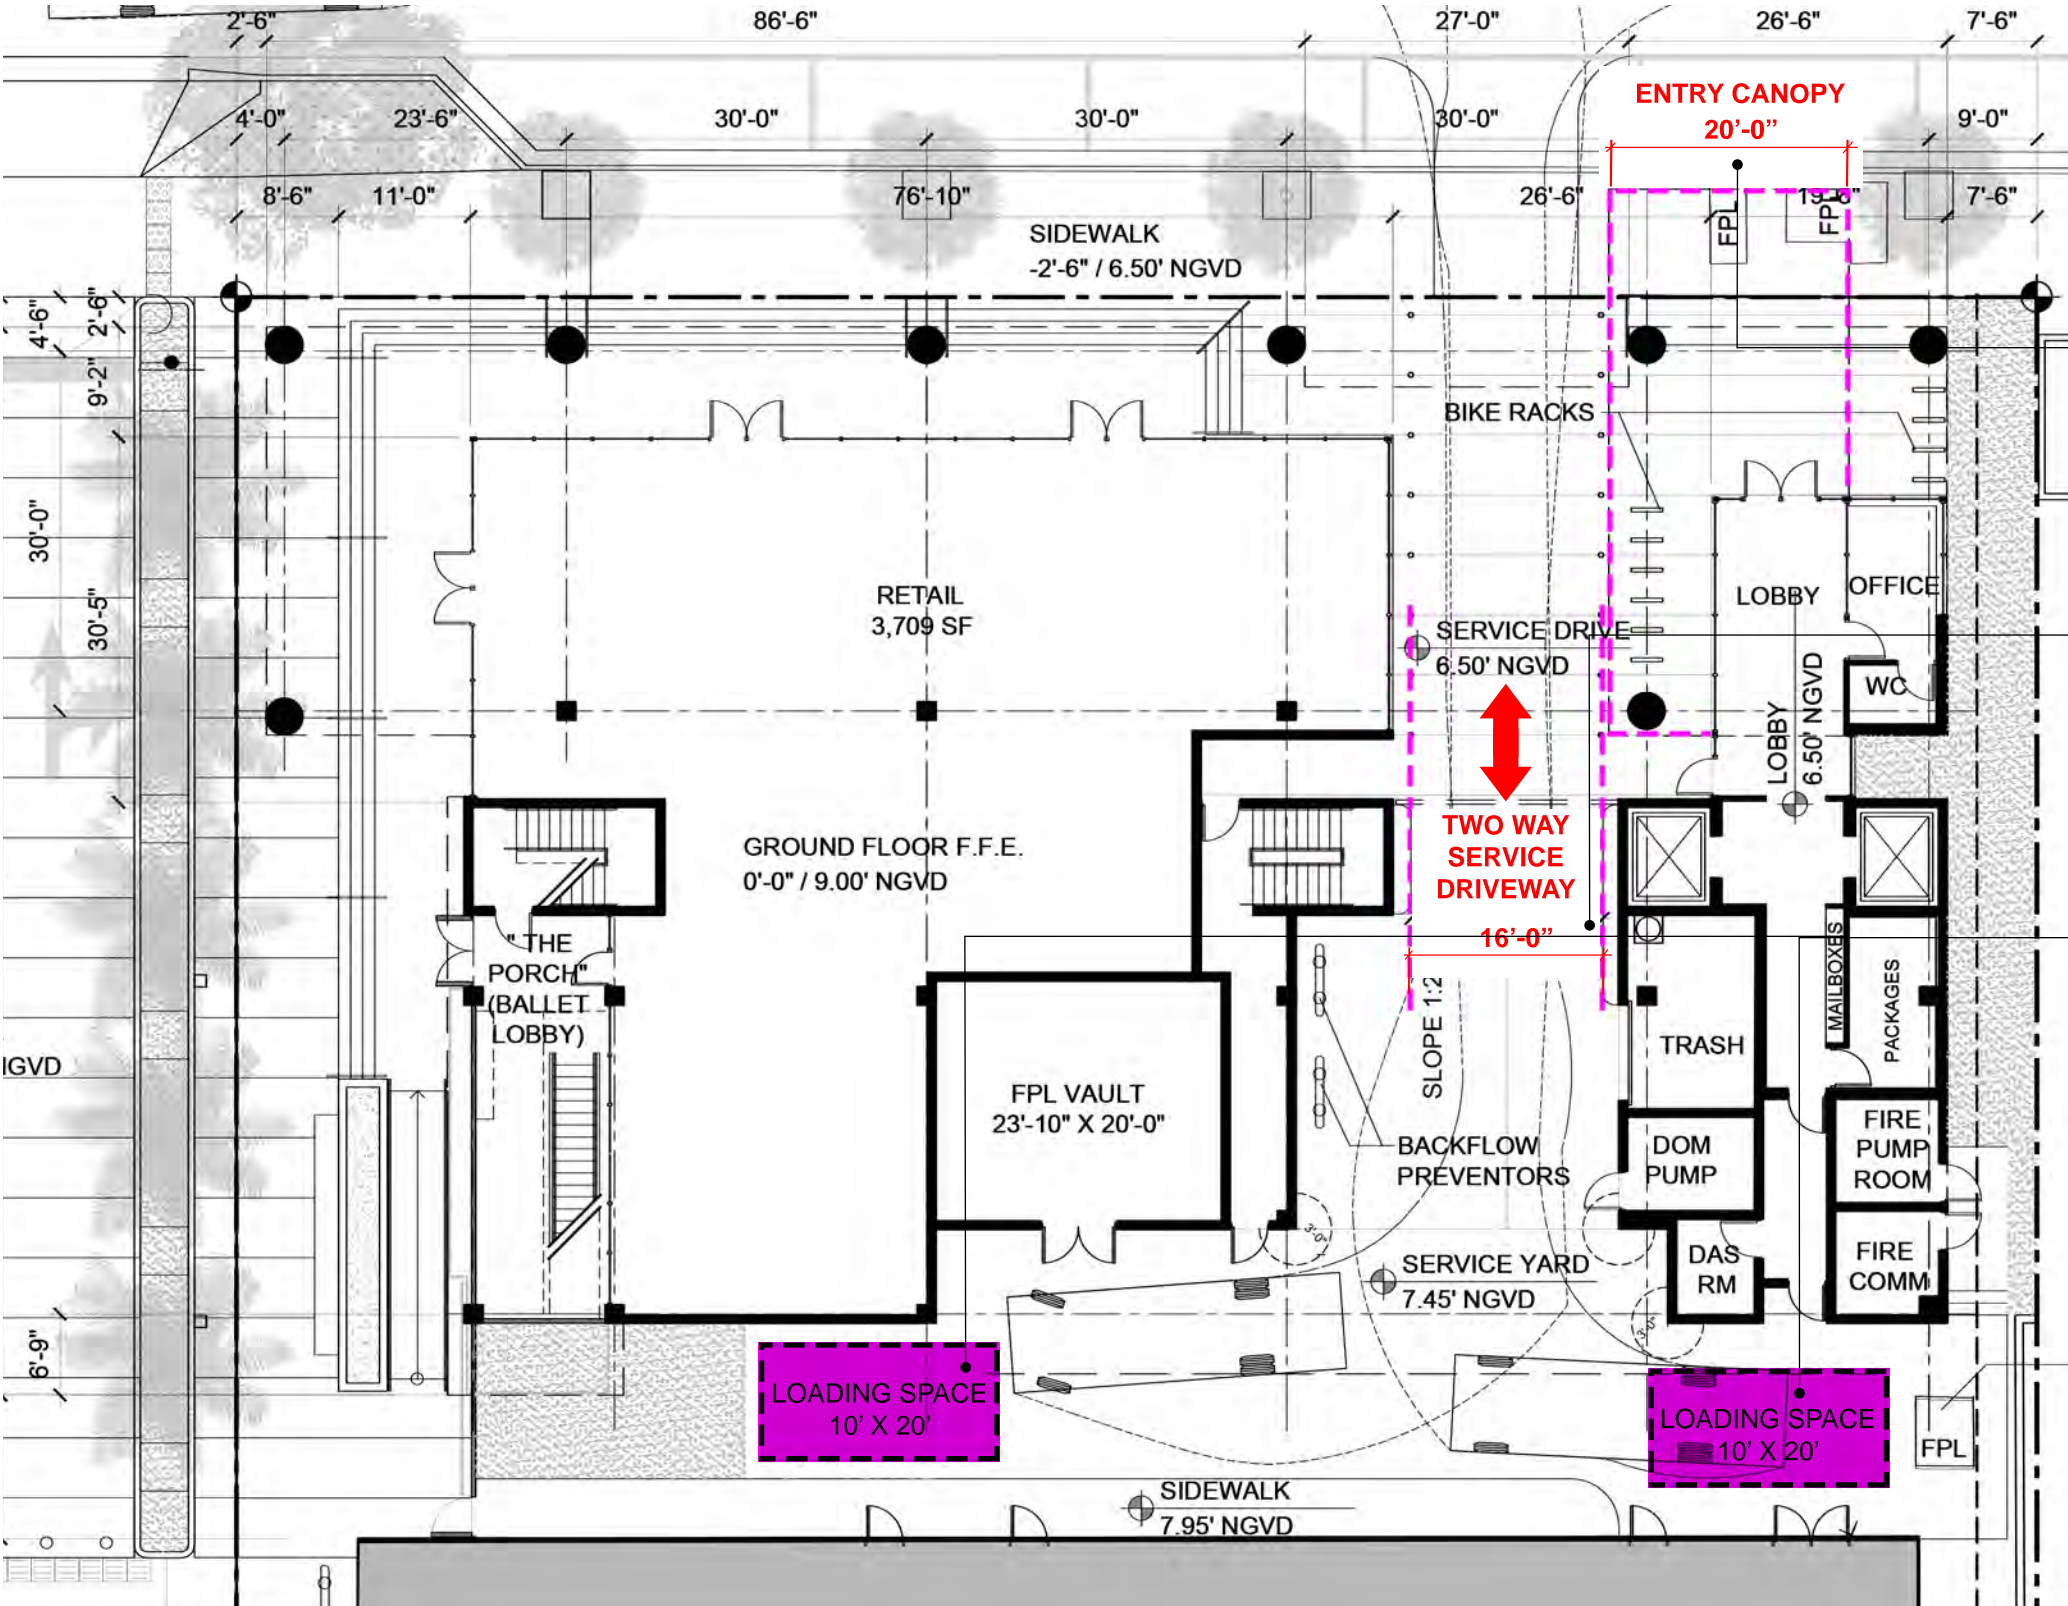 2'-6"
86'-6"
27'-0"
26'-6"
7'-6"
ENTRY CANOPY
20’-0”
4'-0"
23'-6"
30'-0"
30'-0"
30'-0"
9'-0"
8'-6"
11'-0"
76'-10"
26'-6"
19'-6"
7'-6"
FPL
FPL
SIDEWALK
-2'-6" / 6.50' NGVD
4'-6"
2'-6"
9'-2"
BIKE RACKS
30'-0"
30'-5"
RETAIL
3,709 SF
LOBBY
OFFICE
SERVICE DRIVE
6.50' NGVD
WC
LOBBY
6.50' NGVD
TWO WAY
SERVICE
DRIVEWAY
16’-0”
GROUND FLOOR F.F.E.
0'-0" / 9.00' NGVD
" THE
PORCH"
(BALLET
LOBBY)
MAILBOXES
PACKAGES
SLOPE 1:2
TRASH
FPL VAULT
23'-10" X 20'-0"
BACKFLOW
PREVENTORS
DOM
PUMP
FIRE
PUMP
ROOM
3'-0"
SERVICE YARD
7.45' NGVD
DAS
RM
FIRE
COMM
3'-0"
6'-9"
LOADING SPACE
10’ X 20’
LOADING SPACE
10’ X 20’
FPL
SIDEWALK
7.95' NGVD